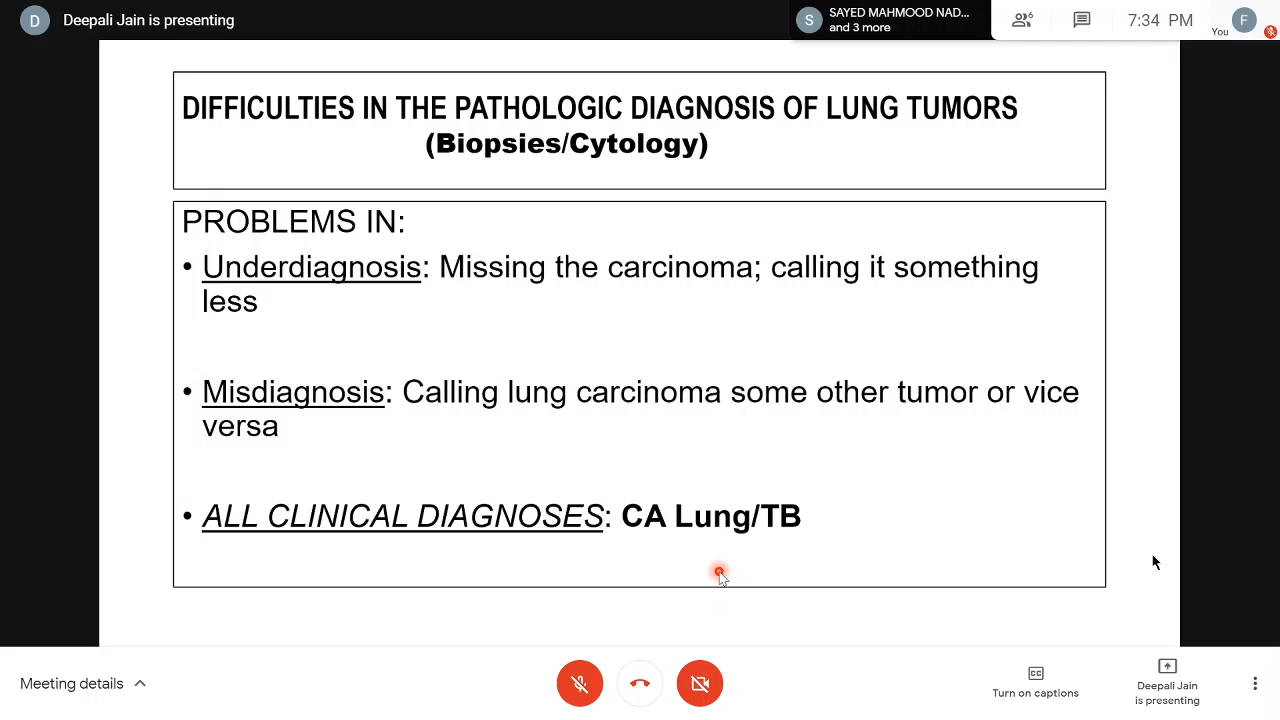 D
Deepali Jain is presenting
S
SAYED MAHMOOD NAD...
and 3 more
6
7:34 PM
You
F
DIFFICULTIES IN THE PATHOLOGIC DIAGNOSIS OF LUNG TUMORS
(Biopsies/Cytology)
PROBLEMS IN:
• Underdiagnosis: Missing the carcinoma; calling it something
less
• Misdiagnosis: Calling lung carcinoma some other tumor or vice
versa
• ALL CLINICAL DIAGNOSES: CA Lung/TB
Meeting details
CC
Turn on captions
Deepali Jain
is presenting